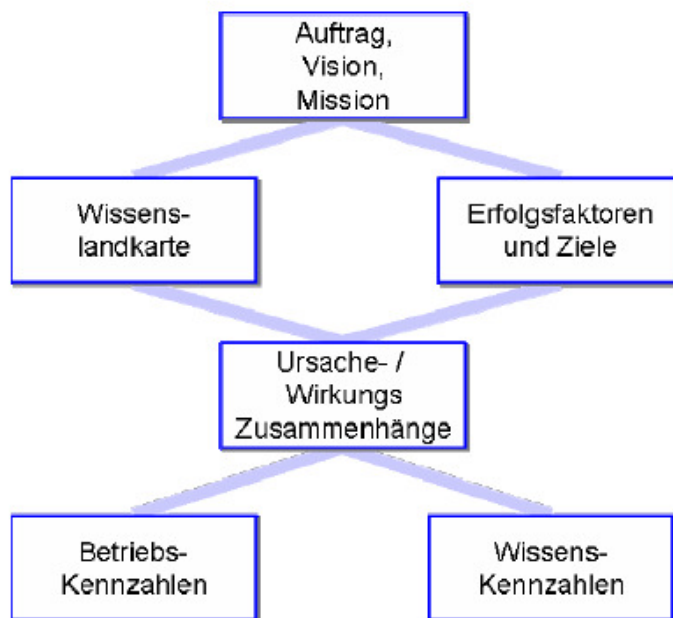 Auftrag,
Vision,
Mission
Wissens-
landkarte
Erfolgsfaktoren
und Ziele
Ursache- /
Wirkungs
Zusammenhänge
Betriebs-
Kennzahlen
Wissens-
Kennzahlen